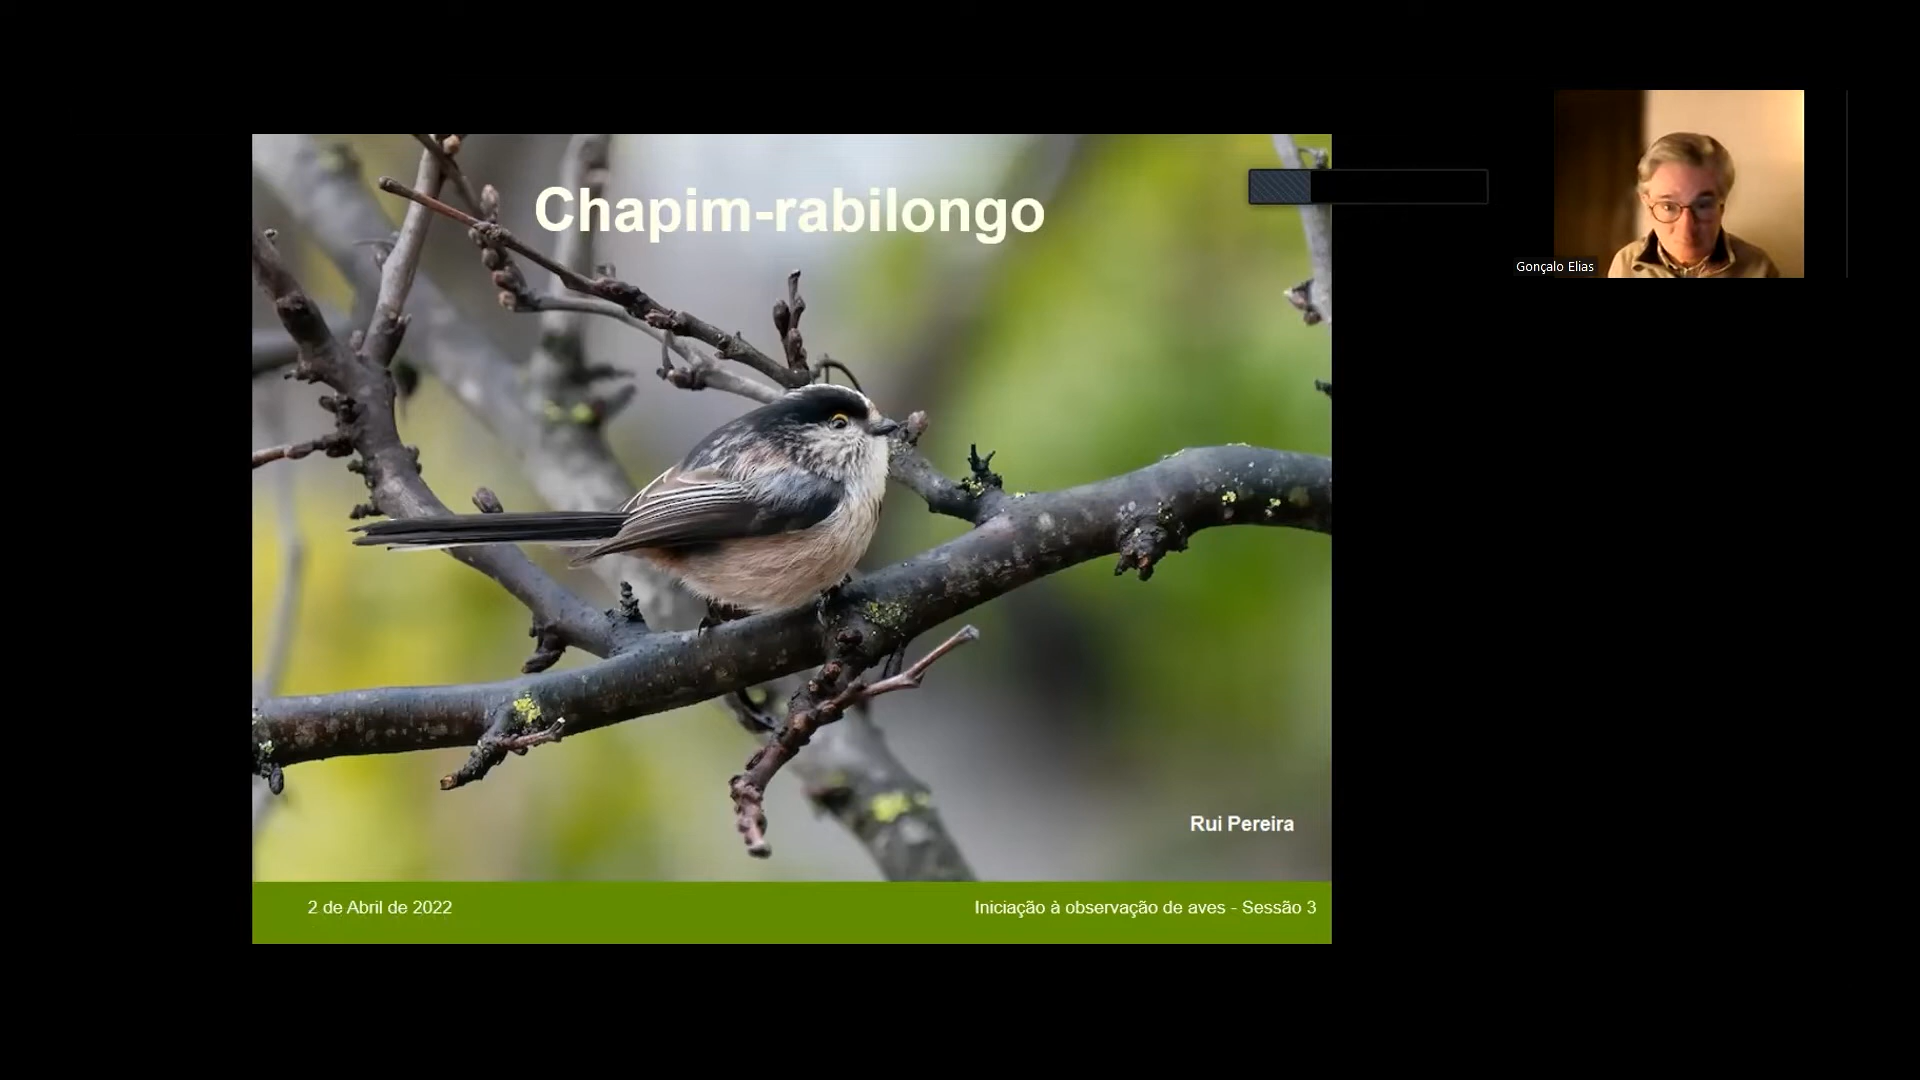 Chapim-rabilongo
Gonçalo Elias
Rui Pereira
2 de Abril de 2022
Iniciação à observação de aves - Sessão 3